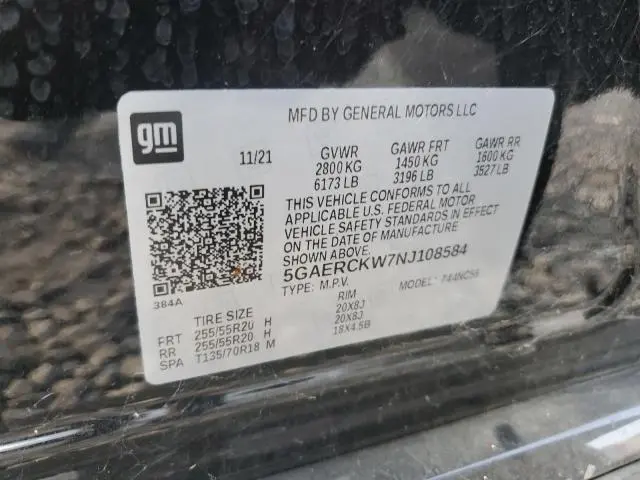 MFD BY GENERAL MOTORS LLC
gm
11/21 GVWR GAWR FRT GAWR RR
2800 KG 1450 KG 1600 KG
6173 LB 3196 LB 3527 LB
THIS VEHICLE CONFORMS TO ALL
APPLICABLE U.S. FEDERAL MOTOR
VEHICLE SAFETY STANDARDS IN EFFECT
ON THE DATE OF MANUFACTURE
SHOWN ABOVE.
5GAERCKW7NJ108584
TYPE: M.P.V. MODEL: 744NC56
384A
TIRE SIZE RIM
FRT 255/55R20 H 20X8J
RR 255/55R20 H 20X8J
SPA T135/70R18 M 18X4.5B